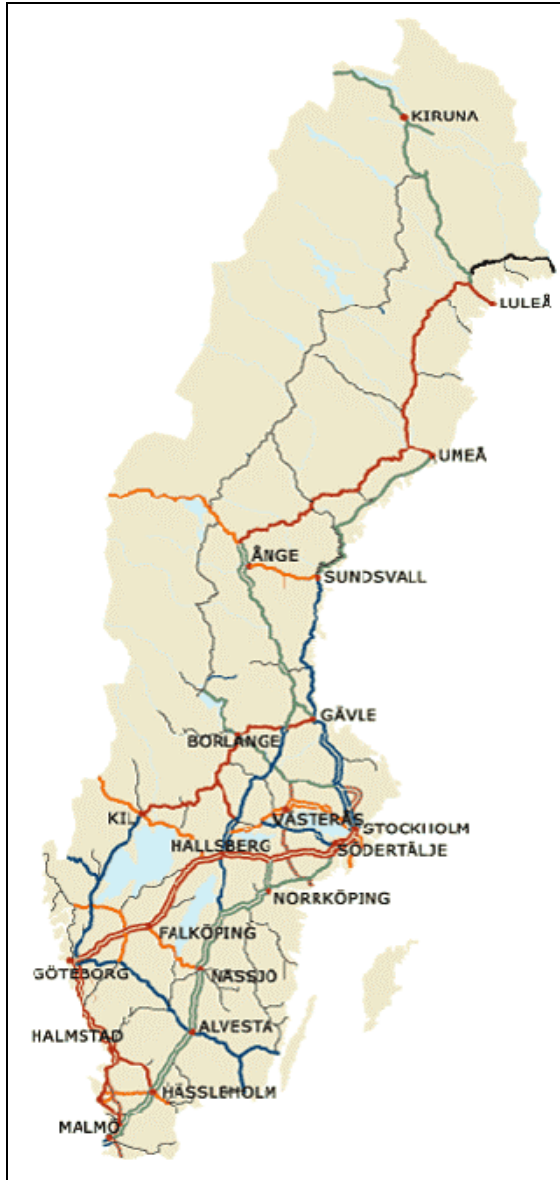 KIRUNA
LULEÅ
UMEÅ
ÅNGE
SUNDSVALL
GÄVLE
BORLÄNGE
KIL
VÄSTERÅS
STOCKHOLM
HALLSBERG
SÖDERTÄLJE
NORRKÖPING
FALKÖPING
GÖTEBORG
NÄSSJÖ
ALVESTA
HALMSTAD
HÄSSLEHOLM
MALMÖ